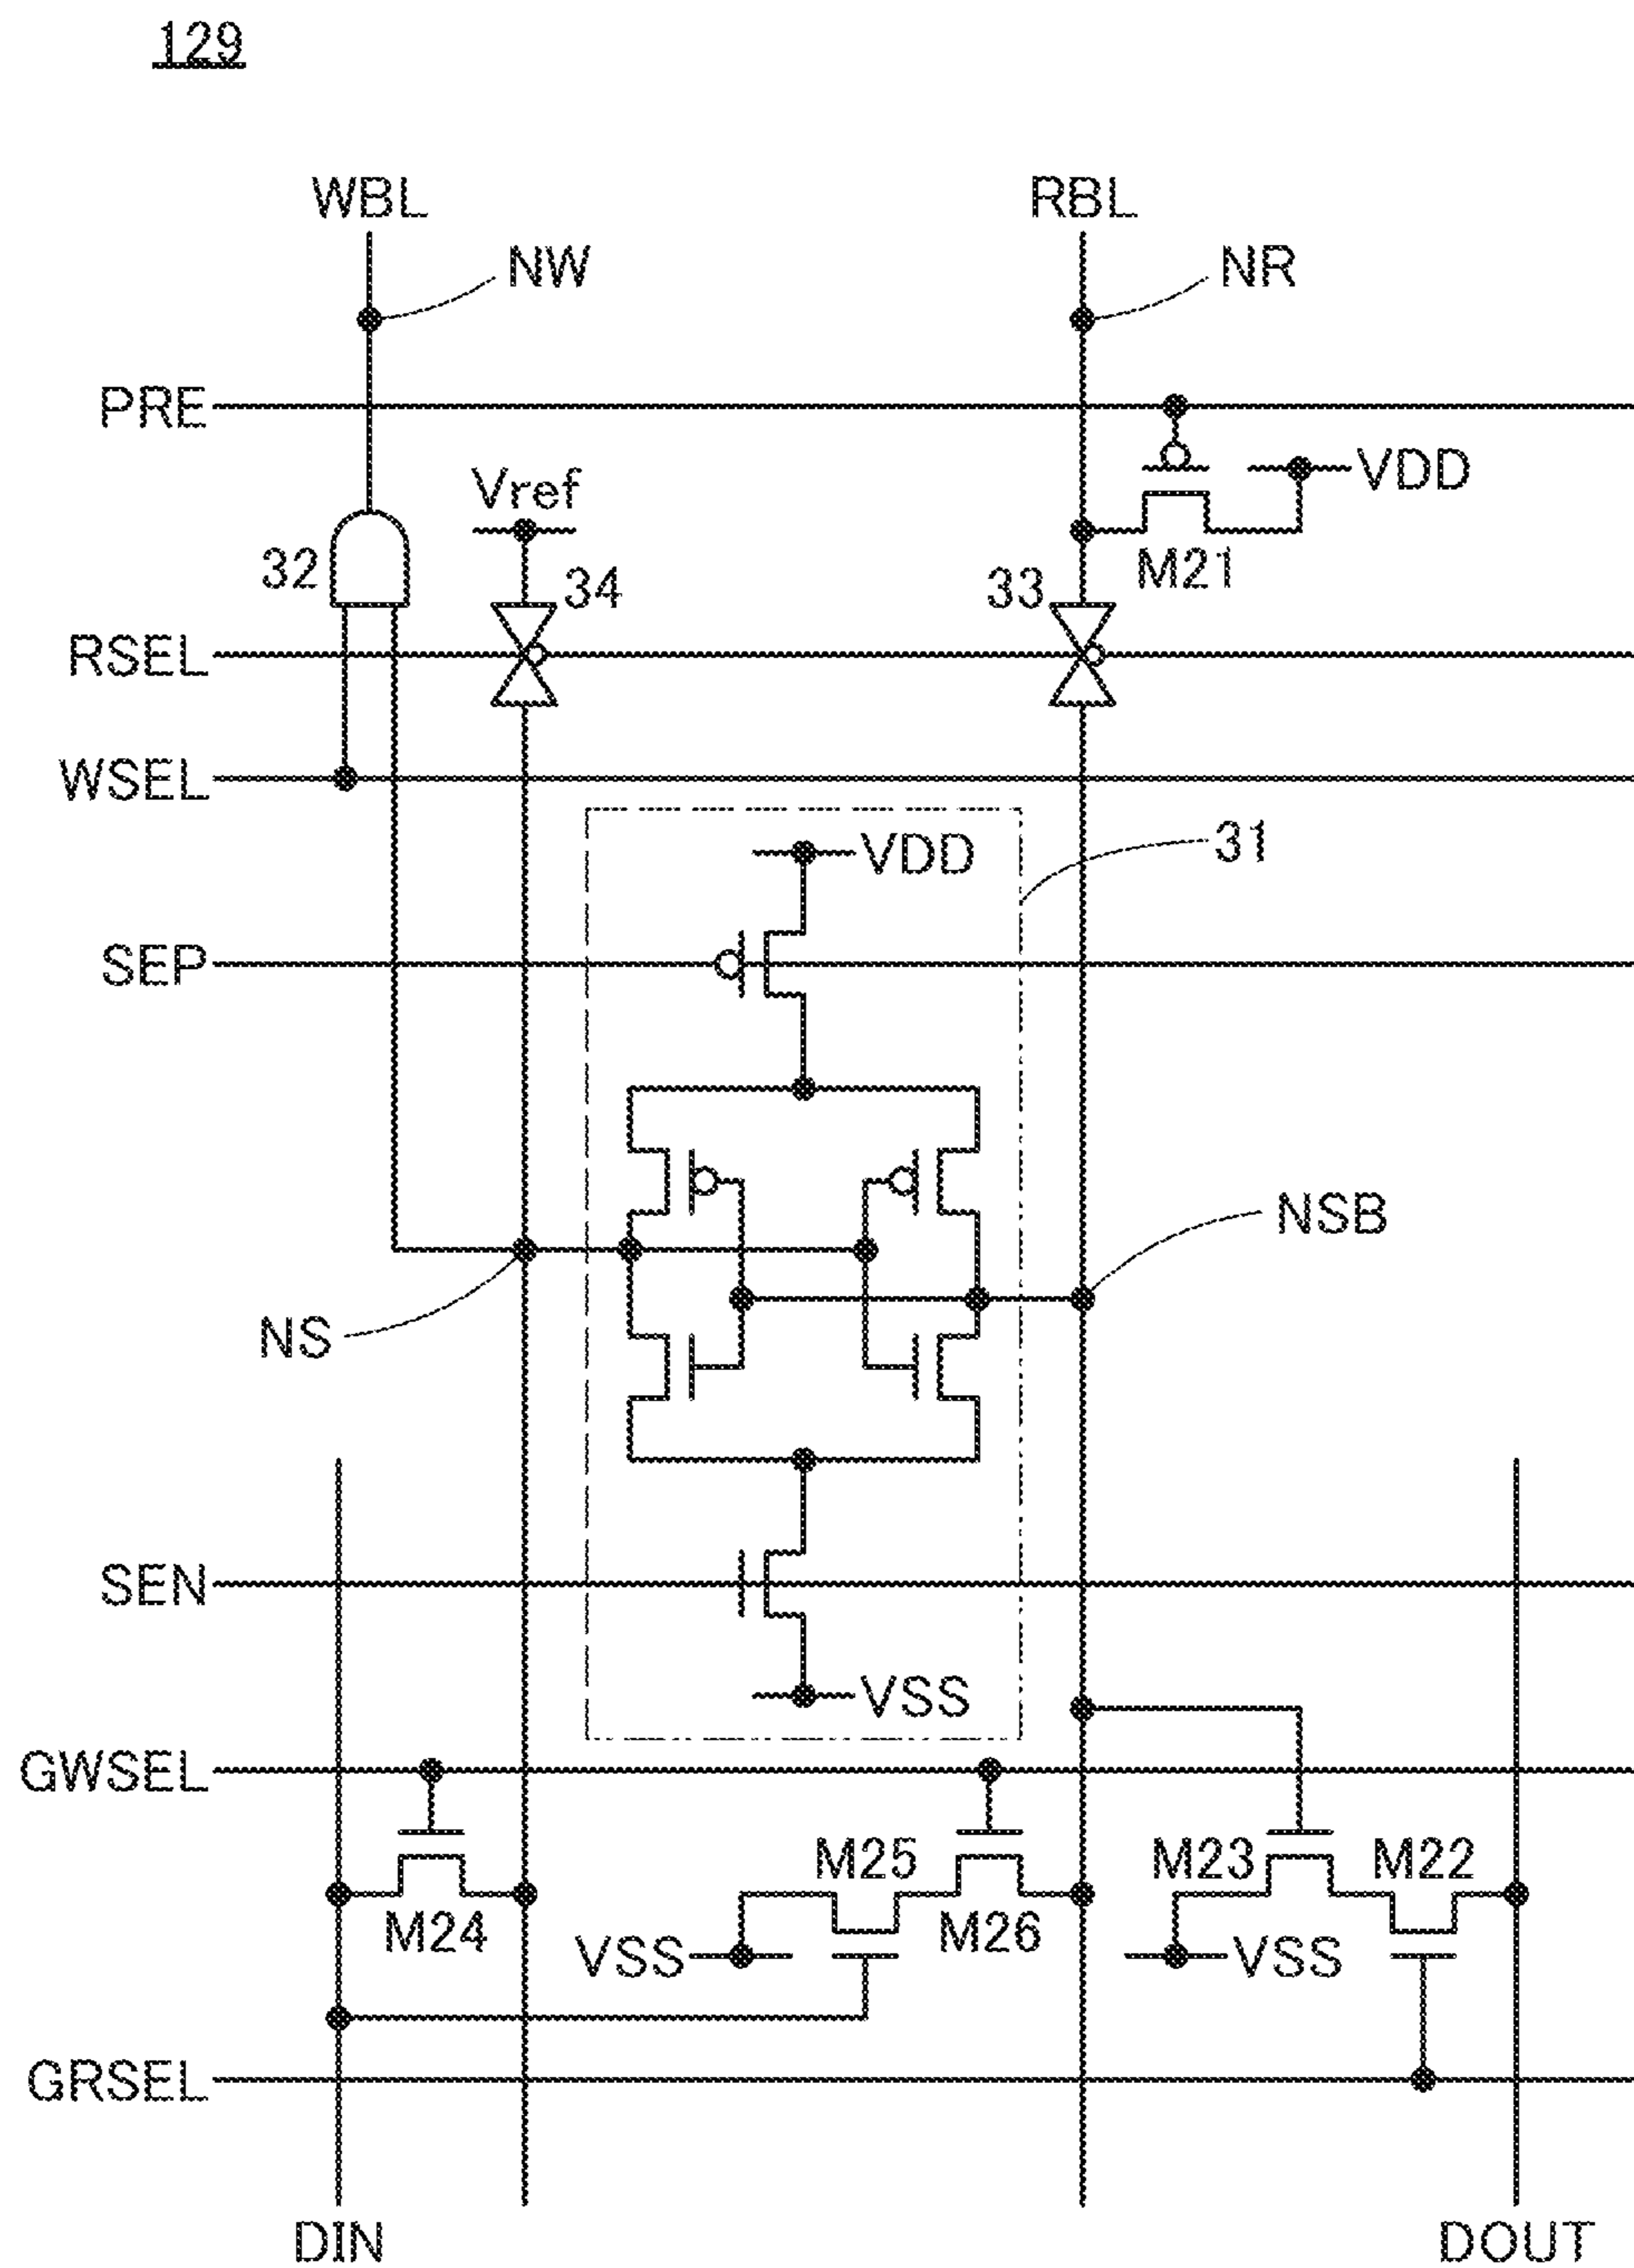 129
WBL
RBL
NW
NR
PRE
Vref
VDD
32
34
33
M21
RSEL
WSEL
VDD
31
SEP
NSB
NS
SEN
VSS
GWSEL
M25
M23
M22
M24
M26
VSS
VSS
GRSEL
DIN
DOUT